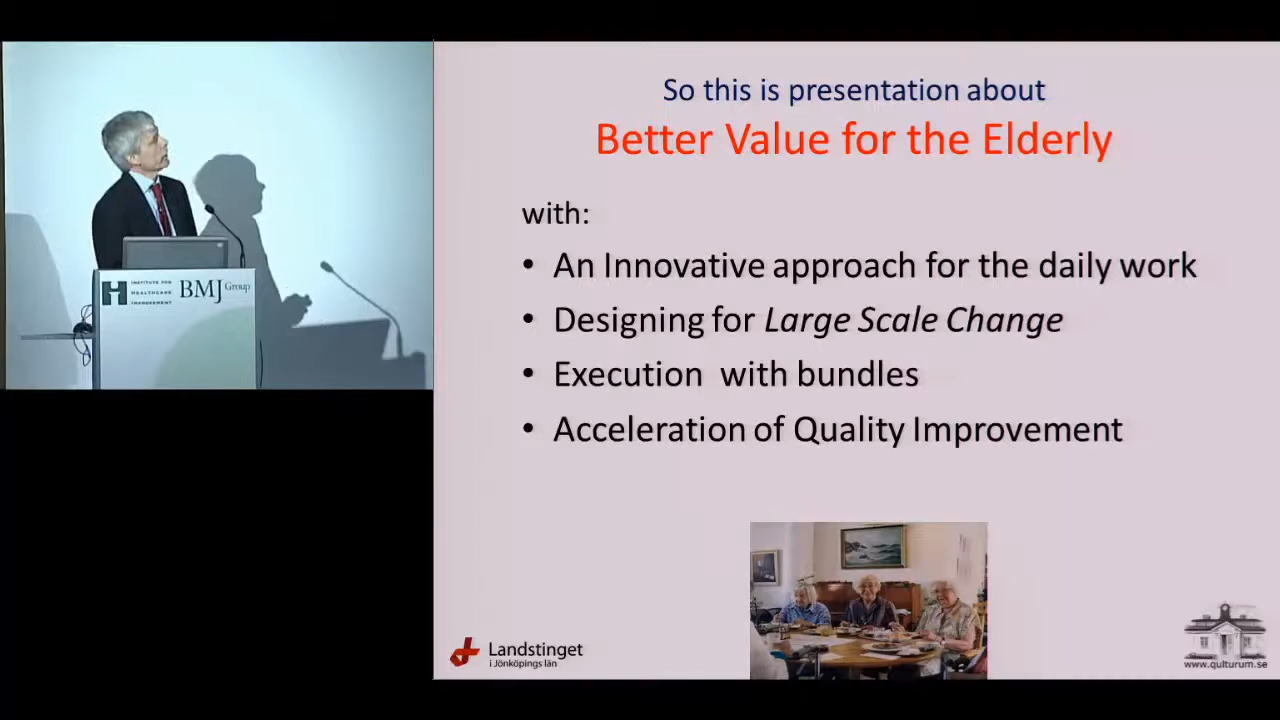 INSTITUTE FOR
HEALTHCARE
IMPROVEMENT
BMJ Group
So this is presentation about
Better Value for the Elderly
with:
• An Innovative approach for the daily work
• Designing for Large Scale Change
• Execution with bundles
• Acceleration of Quality Improvement
Landstinget
i Jönköpings län
www.qulturum.se